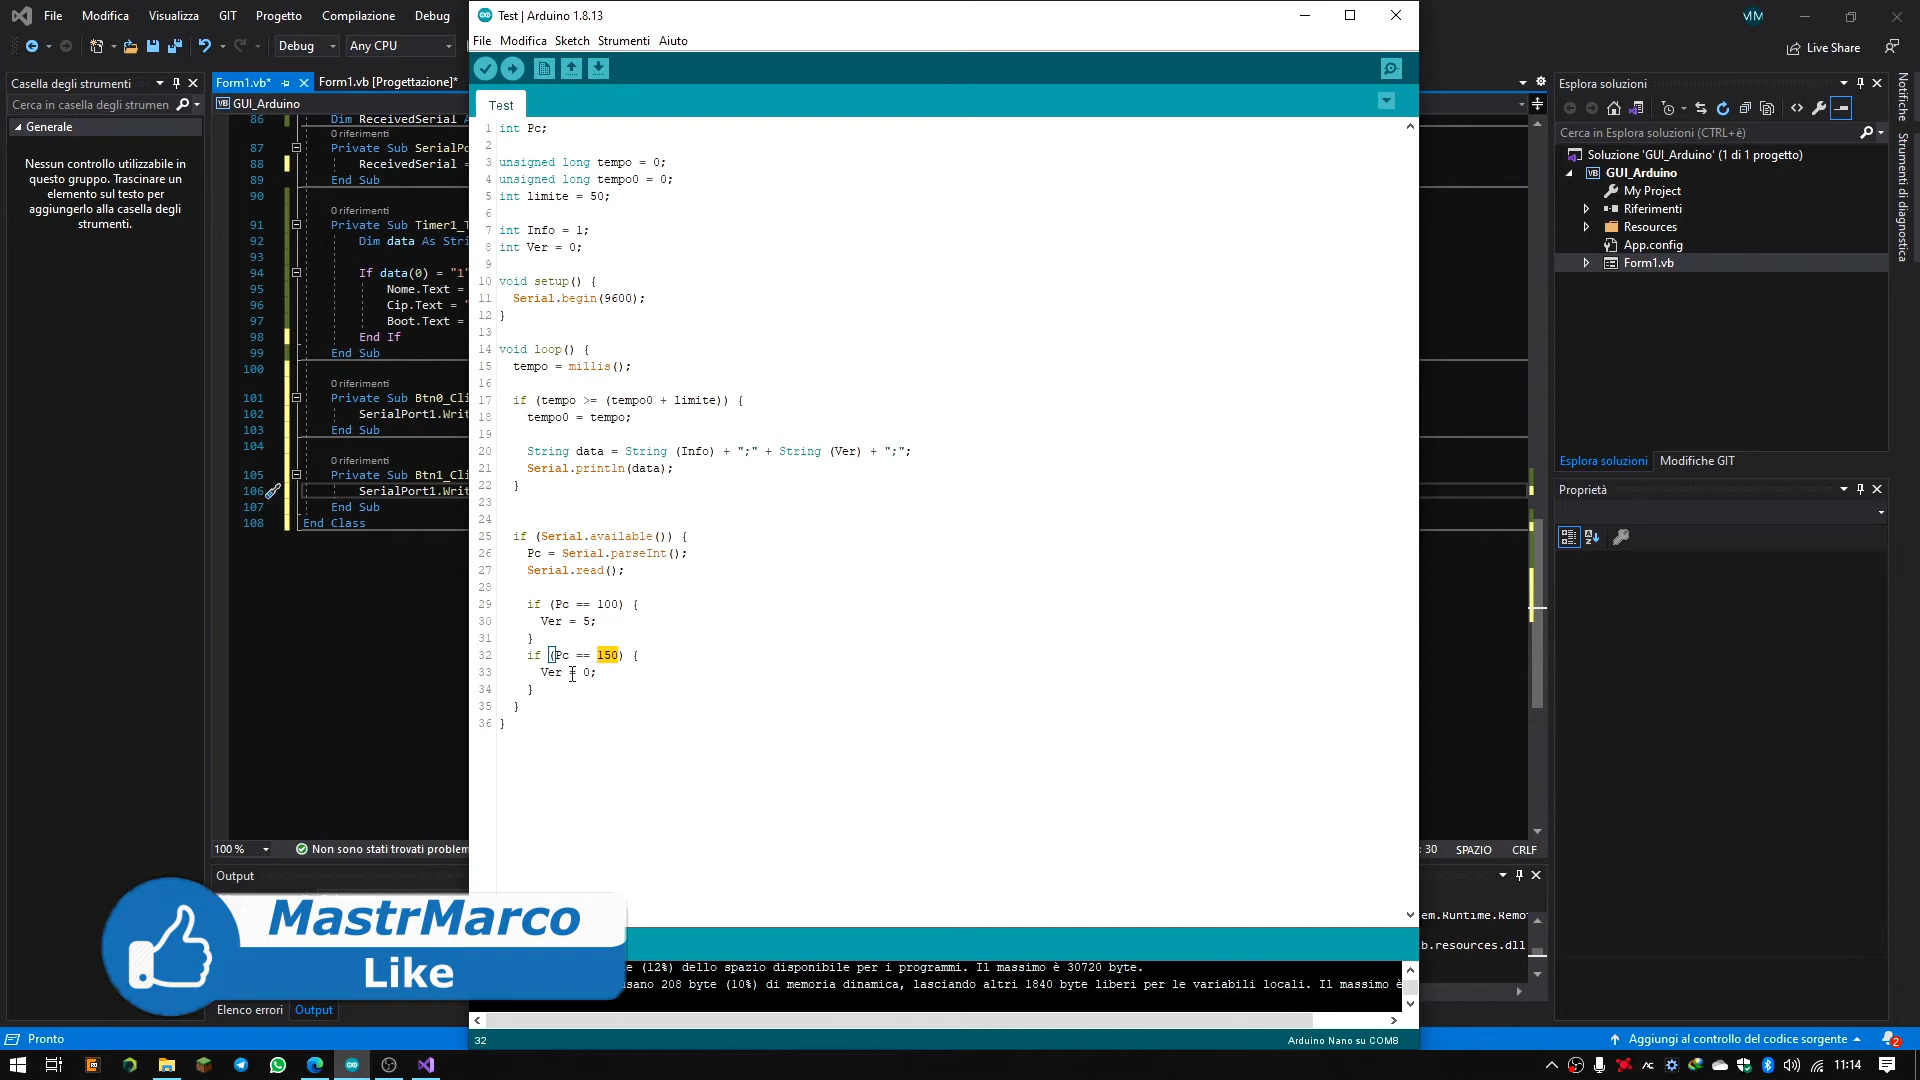 File Modifica Visualizza GIT Progetto Compilazione Debug
Debug Any CPU
Live Share
Casella degli strumenti
Cerca in casella degli strumen
Generale
Nessun controllo utilizzabile in
questo gruppo. Trascinare un
elemento sul testo per
aggiungerlo alla casella degli
strumenti.
Form1.vb* Form1.vb [Progettazione]*
GUI_Arduino
86 Dim ReceivedSerial A
0 riferimenti
87 Private Sub SerialPo
88 ReceivedSerial =
89 End Sub
90
0 riferimenti
91 Private Sub Timer1_T
92 Dim data As Stri
93
94 If data(0) = "1"
95 Nome.Text =
96 Cip.Text = "
97 Boot.Text =
98 End If
99 End Sub
100
0 riferimenti
101 Private Sub Btn0_Cli
102 SerialPort1.Writ
103 End Sub
104
0 riferimenti
105 Private Sub Btn1_Cli
106 SerialPort1.Writ
107 End Sub
108 End Class
100 % Non sono stati trovati problem
Output
Elenco errori Output
Pronto
Test | Arduino 1.8.13
File Modifica Sketch Strumenti Aiuto
Test
1 int Pc;
2
3 unsigned long tempo = 0;
4 unsigned long tempo0 = 0;
5 int limite = 50;
6
7 int Info = 1;
8 int Ver = 0;
9
10 void setup() {
11 Serial.begin(9600);
12 }
13
14 void loop() {
15 tempo = millis();
16
17 if (tempo >= (tempo0 + limite)) {
18 tempo0 = tempo;
19
20 String data = String (Info) + ";" + String (Ver) + ";";
21 Serial.println(data);
22 }
23
24
25 if (Serial.available()) {
26 Pc = Serial.parseInt();
27 Serial.read();
28
29 if (Pc == 100) {
30 Ver = 5;
31 }
32 if (Pc == 150) {
33 Ver = 0;
34 }
35 }
36 }
e (12%) dello spazio disponibile per i programmi. Il massimo è 30720 byte.
sano 208 byte (10%) di memoria dinamica, lasciando altri 1840 byte liberi per le variabili locali. Il massimo è
32 Arduino Nano su COM8
MastrMarco
Like
: 30 SPAZIO CRLF
em.Runtime.Remo
b.resources.dll
Esplora soluzioni
Cerca in Esplora soluzioni (CTRL+è)
Soluzione 'GUI_Arduino' (1 di 1 progetto)
GUI_Arduino
My Project
Riferimenti
Resources
App.config
Form1.vb
Esplora soluzioni Modifiche GIT
Proprietà
Notifiche
Strumenti di diagnostica
Aggiungi al controllo del codice sorgente
2
11:14